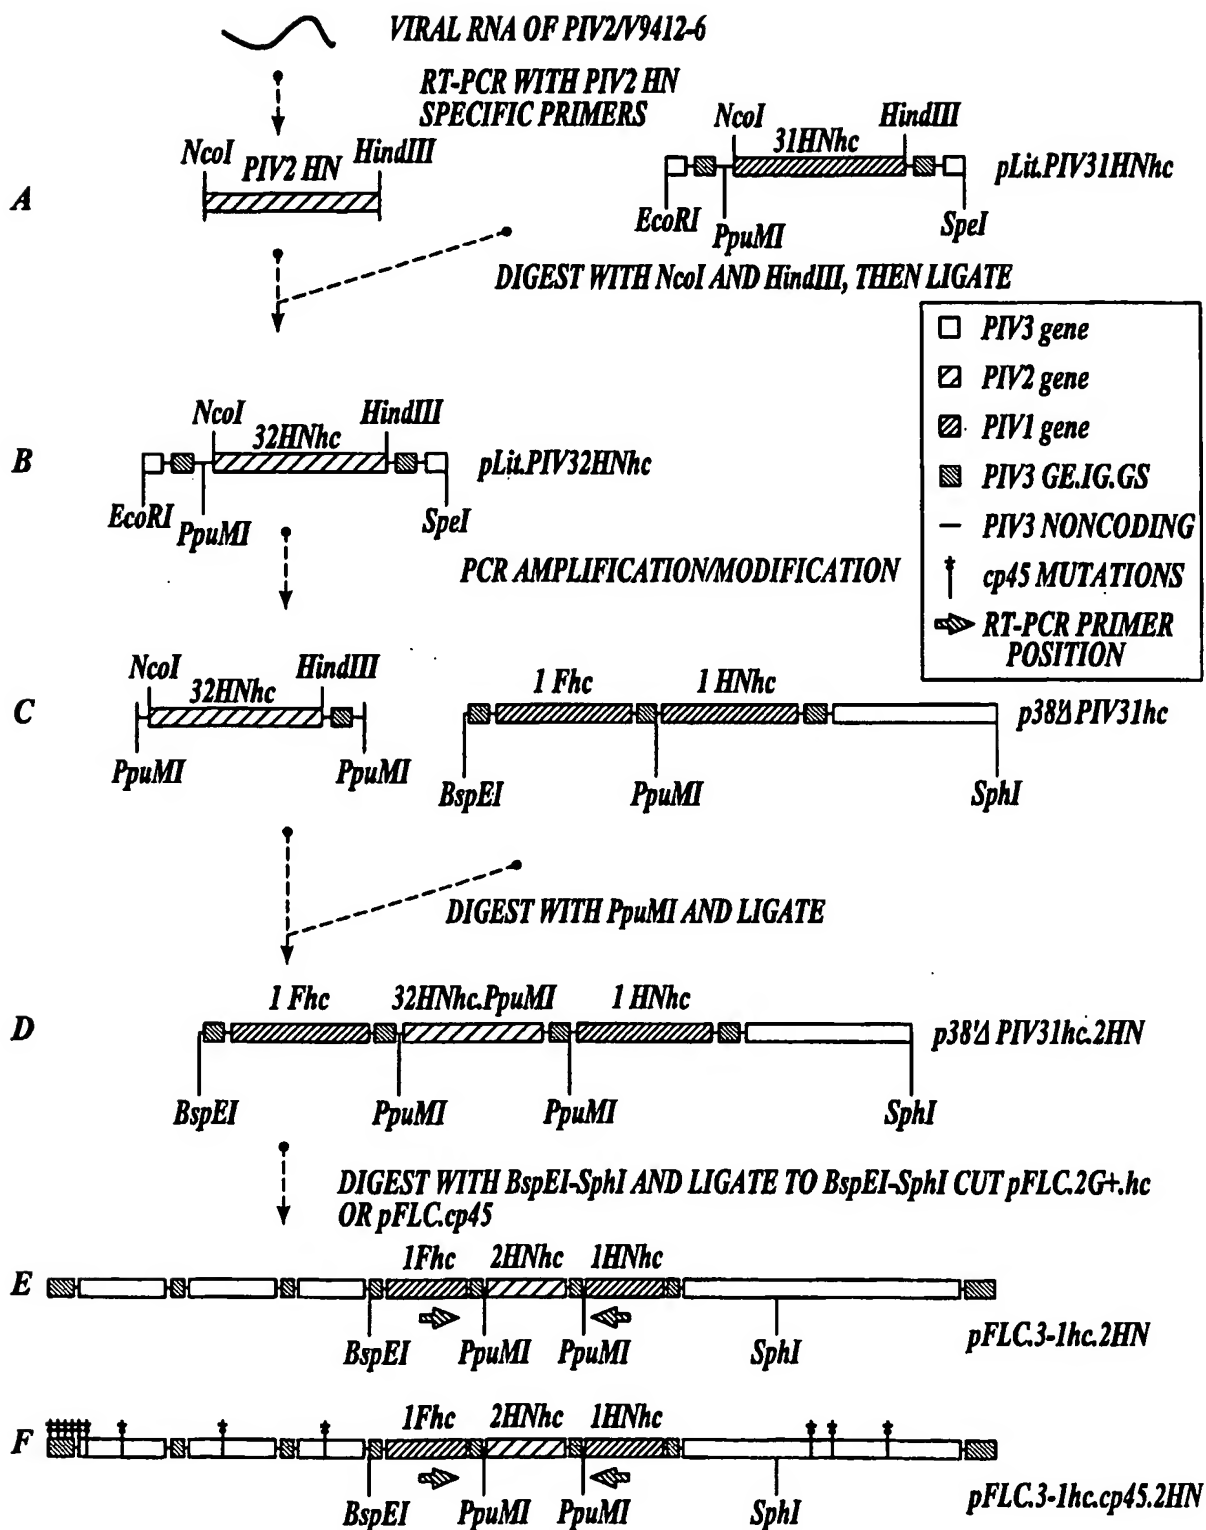 VIRAL RNA OF PIV2/V9412-6
RT-PCR WITH PIV2 HN
SPECIFIC PRIMERS
NcoI
HindIII
PIV2 HN
NcoI
HindIII
31HNhc
pLit.PIV31HNhc
A
EcoRI
PpuMI
SpeI
DIGEST WITH NcoI AND HindIII, THEN LIGATE
PIV3 gene
PIV2 gene
PIV1 gene
PIV3 GE.IG.GS
PIV3 NONCODING
cp45 MUTATIONS
RT-PCR PRIMER
POSITION
NcoI
HindIII
32HNhc
B
pLit.PIV32HNhc
EcoRI
PpuMI
SpeI
PCR AMPLIFICATION/MODIFICATION
NcoI
HindIII
32HNhc
1 Fhc
1 HNhc
C
p38'Δ PIV31hc
PpuMI
PpuMI
BspEI
PpuMI
SphI
DIGEST WITH PpuMI AND LIGATE
1 Fhc
32HNhc.PpuMI
1 HNhc
D
p38'Δ PIV31hc.2HN
BspEI
PpuMI
PpuMI
SphI
DIGEST WITH BspEI-SphI AND LIGATE TO BspEI-SphI CUT pFLC.2G+.hc
OR pFLC.cp45
1Fhc
2HNhc
1HNhc
E
BspEI
PpuMI
PpuMI
SphI
pFLC.3-1hc.2HN
1Fhc
2HNhc
1HNhc
F
BspEI
PpuMI
PpuMI
SphI
pFLC.3-1hc.cp45.2HN